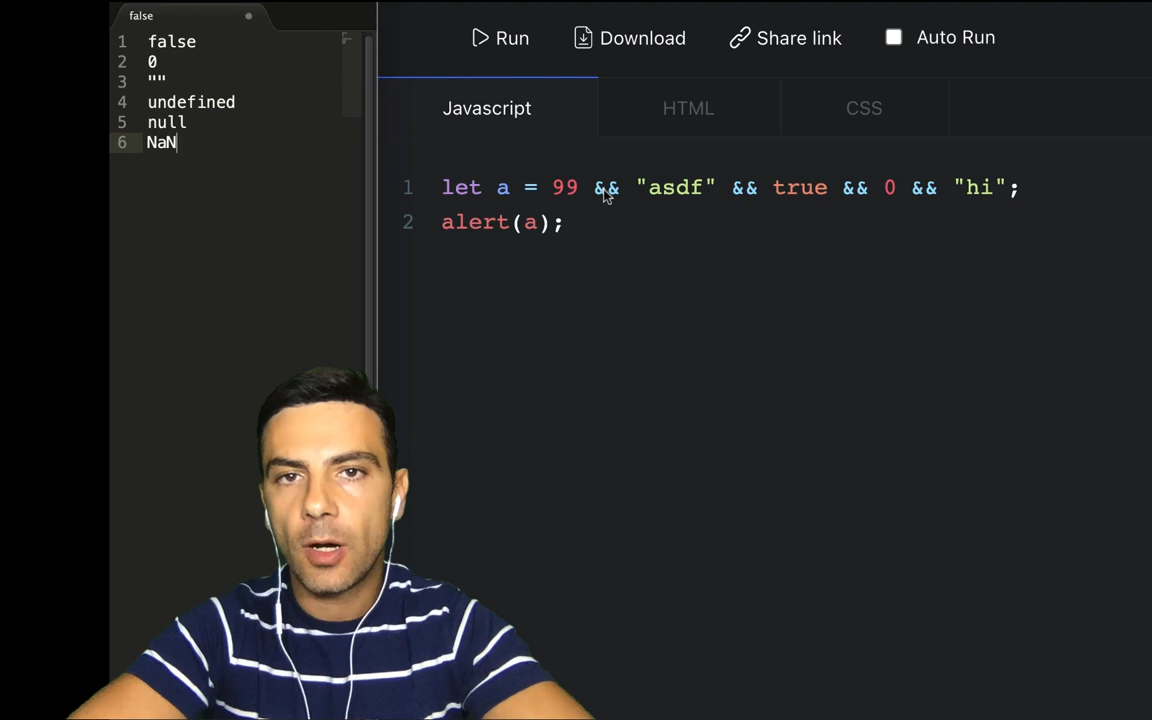 false
1 false
2 0
3 ""
4 undefined
5 null
6 NaN
Run Download Share link Auto Run
Javascript HTML CSS
1 let a = 99 && "asdf" && true && 0 && "hi";
2 alert(a);